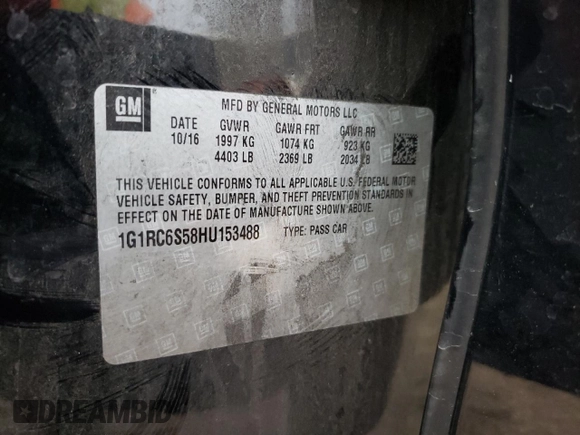 GM
MFD BY GENERAL MOTORS LLC
DATE GVWR GAWR FRT GAWR RR
10/16 1997 KG 1074 KG 923 KG
4403 LB 2369 LB 2034 LB
THIS VEHICLE CONFORMS TO ALL APPLICABLE U.S. FEDERAL MOTOR
VEHICLE SAFETY, BUMPER, AND THEFT PREVENTION STANDARDS IN
EFFECT ON THE DATE OF MANUFACTURE SHOWN ABOVE.
1G1RC6S58HU153488 TYPE: PASS CAR
DREAMBID